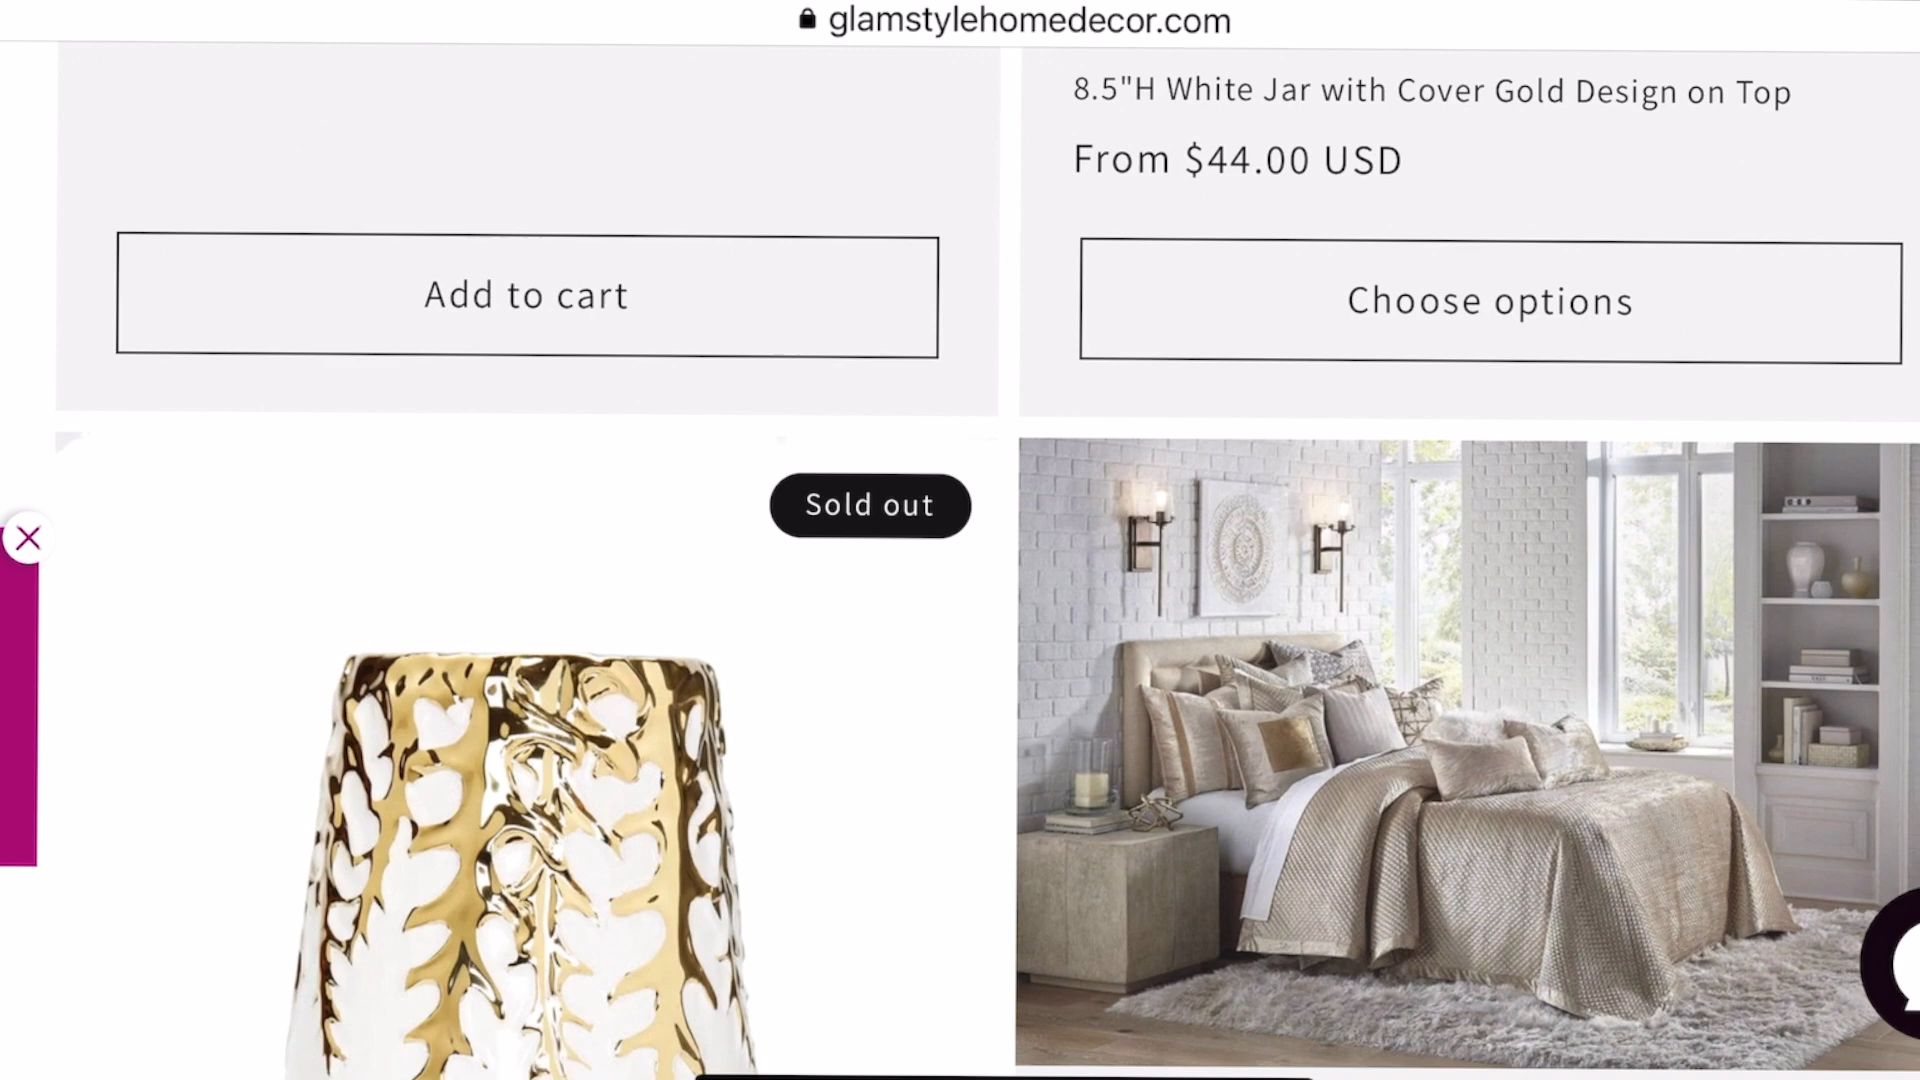 glamstylehomedecor.com
8.5"H White Jar with Cover Gold Design on Top
From $44.00 USD
Add to cart
Choose options
Sold out